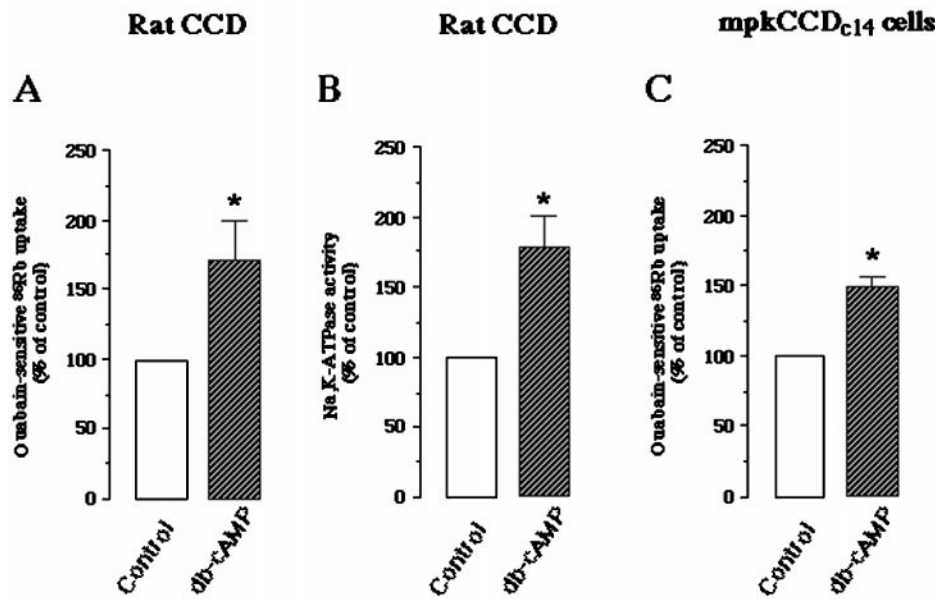 Rat CCD
Rat CCD
mpkCCDc14 cells
A
B
C
Ouabain-sensitive 86Rb uptake
(% of control)
250
200
150
100
50
0
*
Control
db-cAMP
Na,K-ATPase activity
(% of control)
250
200
150
100
50
0
*
Control
db-cAMP
Ouabain-sensitive 86Rb uptake
(% of control)
250
200
150
100
50
0
*
Control
db-cAMP